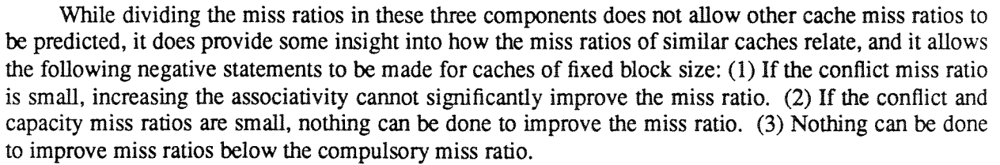 While dividing the miss ratios in these three components does not allow other cache miss ratios to
be predicted, it does provide some insight into how the miss ratios of similar caches relate, and it allows
the following negative statements to be made for caches of fixed block size: (1) If the conflict miss ratio
is small, increasing the associativity cannot significantly improve the miss ratio. (2) If the conflict and
capacity miss ratios are small, nothing can be done to improve the miss ratio. (3) Nothing can be done
to improve miss ratios below the compulsory miss ratio.